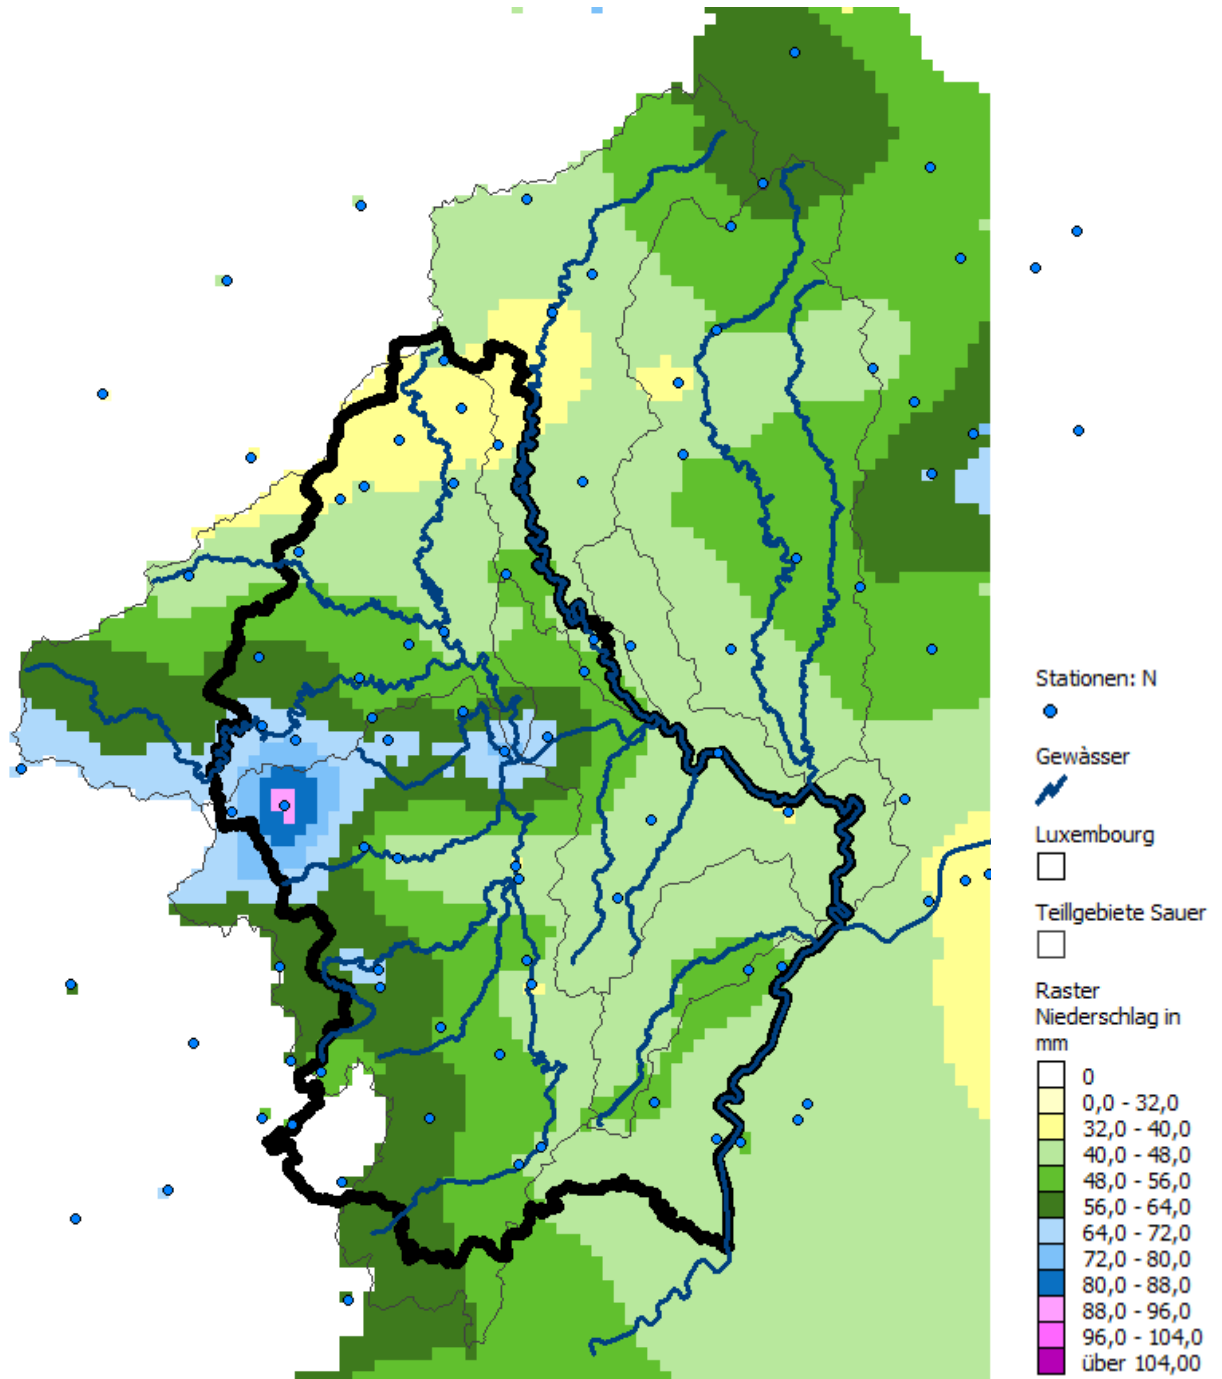 Stationen: N
Gewàsser
Luxembourg
Teillgebiete Sauer
Raster
Niederschlag in
mm
0
0,0 - 32,0
32,0 - 40,0
40,0 - 48,0
48,0 - 56,0
56,0 - 64,0
64,0 - 72,0
72,0 - 80,0
80,0 - 88,0
88,0 - 96,0
96,0 - 104,0
über 104,00